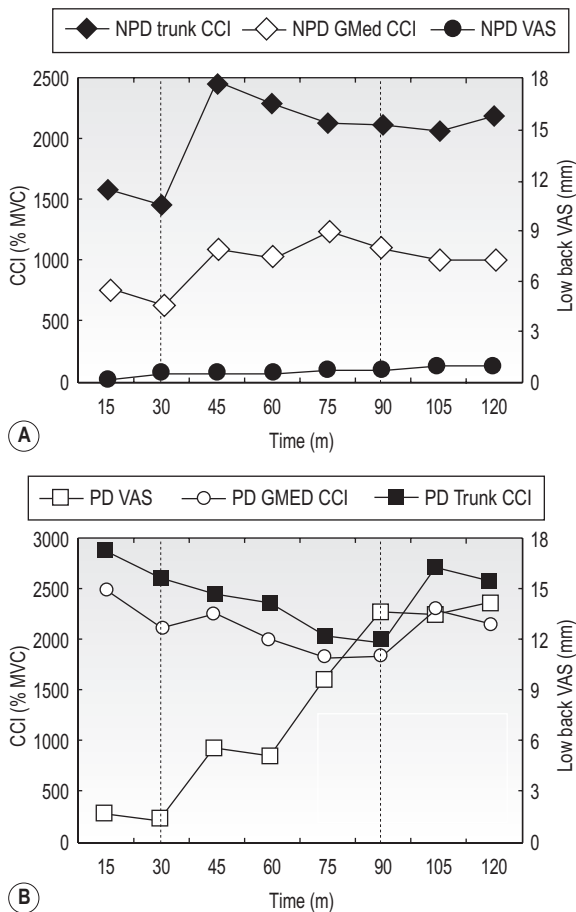 NPD trunk CCI NPD GMed CCI NPD VAS
2500
2000
1500
1000
500
0
CCI (% MVC)
18
15
12
9
6
3
0
Low back VAS (mm)
15 30 45 60 75 90 105 120
Time (m)
A
PD VAS PD GMED CCI PD Trunk CCI
3000
2500
2000
1500
1000
500
0
CCI (% MVC)
18
15
12
9
6
3
0
Low back VAS (mm)
15 30 45 60 75 90 105 120
Time (m)
B